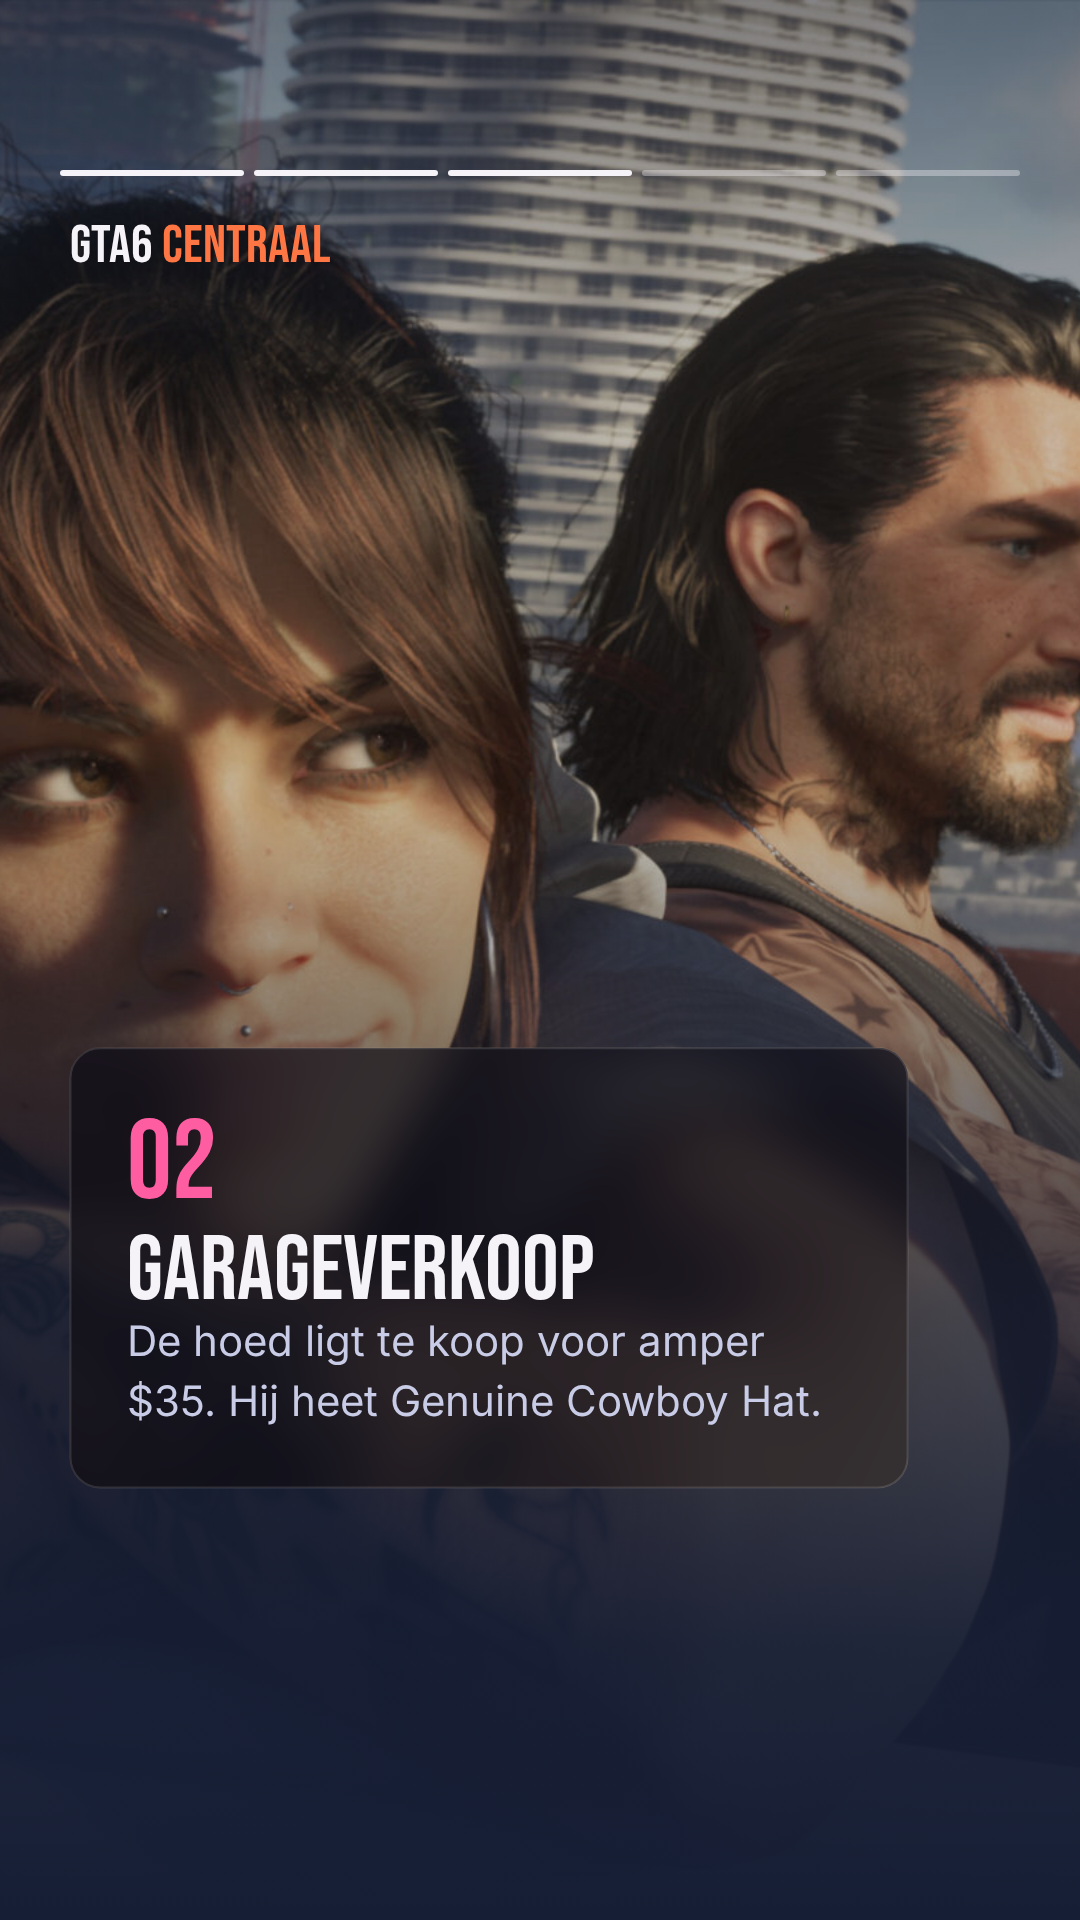 GTA6 CENTRAAL
02
GARAGEVERKOOP
De hoed ligt te koop voor amper
$35. Hij heet Genuine Cowboy Hat.